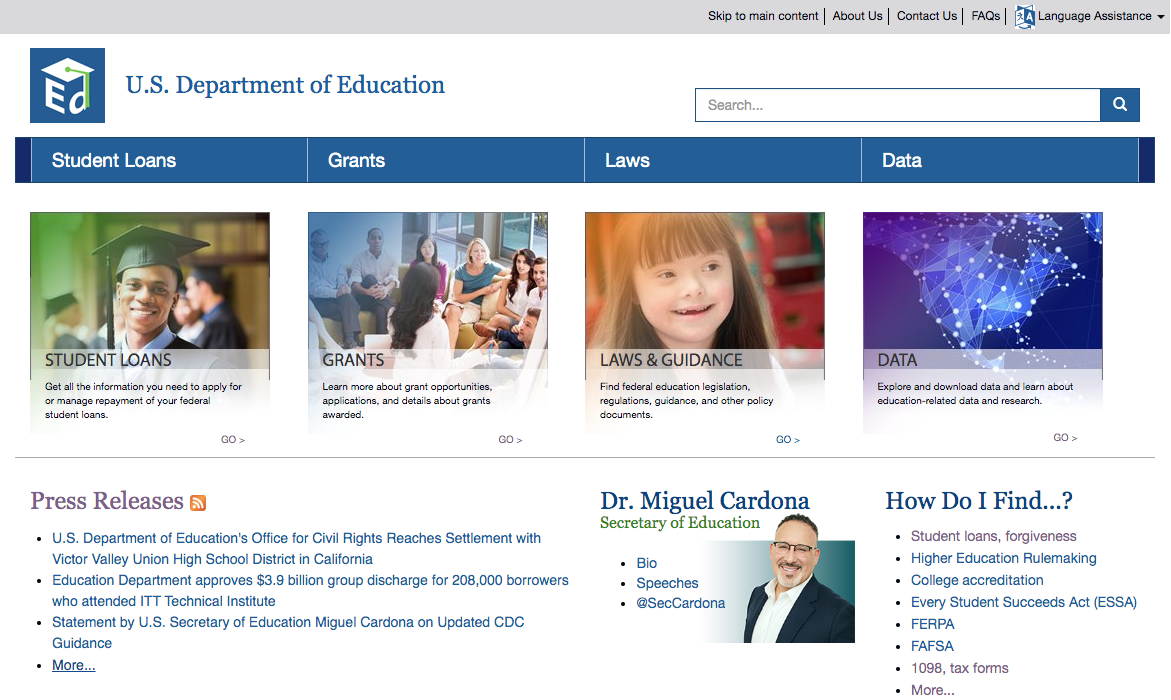 Skip to main content | About Us | Contact Us | FAQs | Language Assistance
Ed
U.S. Department of Education
Search...
Student Loans Grants Laws Data
STUDENT LOANS
Get all the information you need to apply for
or manage repayment of your federal
student loans.
GO >
GRANTS
Learn more about grant opportunities,
applications, and details about grants
awarded.
GO >
LAWS & GUIDANCE
Find federal education legislation,
regulations, guidance, and other policy
documents.
GO >
DATA
Explore and download data and learn about
education-related data and research.
GO >
Press Releases
U.S. Department of Education's Office for Civil Rights Reaches Settlement with
Victor Valley Union High School District in California
Education Department approves $3.9 billion group discharge for 208,000 borrowers
who attended ITT Technical Institute
Statement by U.S. Secretary of Education Miguel Cardona on Updated CDC
Guidance
More...
Dr. Miguel Cardona
Secretary of Education
Bio
Speeches
@SecCardona
How Do I Find...?
Student loans, forgiveness
Higher Education Rulemaking
College accreditation
Every Student Succeeds Act (ESSA)
FERPA
FAFSA
1098, tax forms
More...